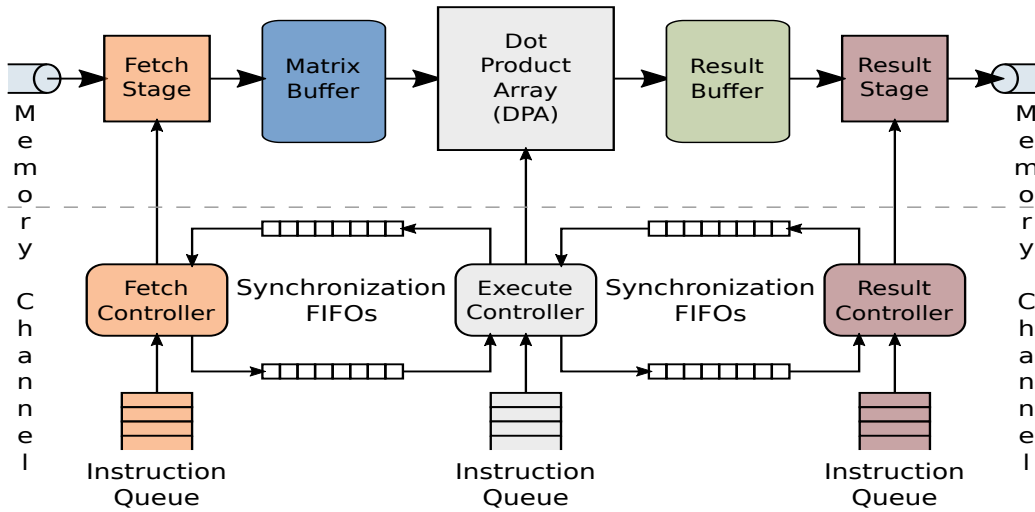 Fetch
Stage
Matrix
Buffer
Dot
Product
Array
(DPA)
Result
Buffer
Result
Stage
Memory Channel
Memory Channel
Fetch
Controller
Synchronization
FIFOs
Execute
Controller
Synchronization
FIFOs
Result
Controller
Instruction
Queue
Instruction
Queue
Instruction
Queue